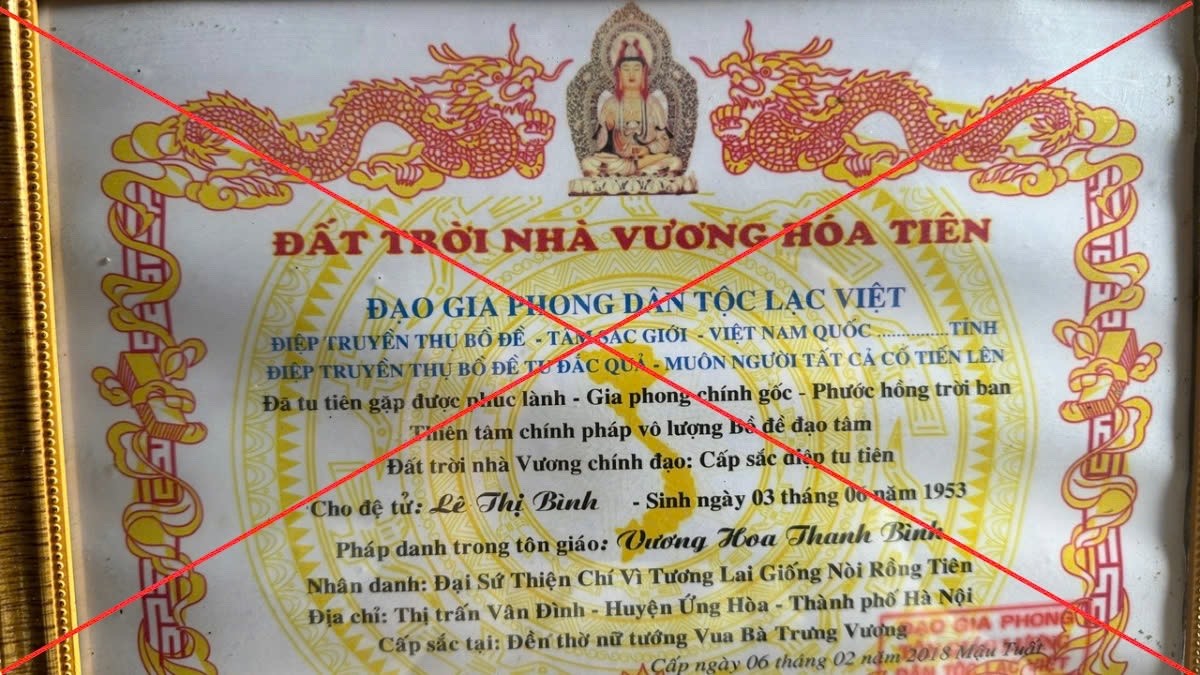 ĐẤT TRỜI NHÀ VƯƠNG HÓA TIÊN
ĐẠO GIA PHONG DÂN TỘC LẠC VIỆT
ĐIỆP TRUYỀN THỤ BỒ ĐỀ - TÂM SẮC GIỚI - VIỆT NAM QUỐC ..............TỈNH
ĐIỆP TRUYỀN THỤ BỒ ĐỀ TU ĐẮC QUẢ - MUÔN NGƯỜI TẤT CẢ CỐ TIẾN LÊN
Đã tu tiên gặp được phúc lành - Gia phong chính gốc - Phước hồng trời ban
Thiên tâm chính pháp vô lượng Bồ đề đạo tâm
Đất trời nhà Vương chính đạo: Cấp sắc điệp tu tiên
Cho đệ tử: Lê Thị Bình - Sinh ngày 03 tháng 06 năm 1953
Pháp danh trong tôn giáo: Vương Hoa Thanh Bình
Nhân danh: Đại Sứ Thiện Chí Vì Tương Lai Giống Nòi Rồng Tiên
Địa chỉ: Thị trấn Vân Đình - Huyện Ứng Hòa - Thành phố Hà Nội
Cấp sắc tại: Đền thờ nữ tướng Vua Bà Trưng Vương
ĐẠO GIA PHONG
Cấp ngày 06 tháng 02 năm 2018 Mậu Tuất
DÂN TỘC LẠC VIỆT